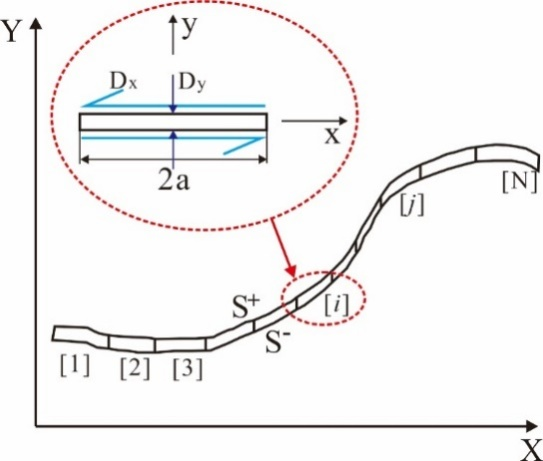 Y
y
Dx
Dy
x
2a
[j]
[N]
S+
[i]
S-
[1]
[2]
[3]
X